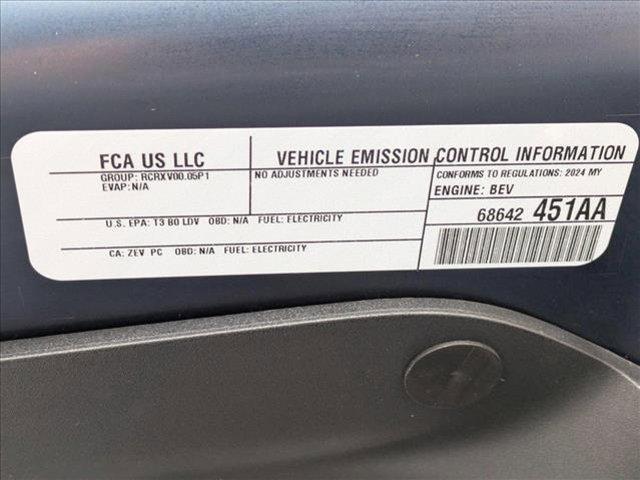 FCA US LLC
VEHICLE EMISSION CONTROL INFORMATION
GROUP: RCRXV00.05P1
EVAP: N/A
NO ADJUSTMENTS NEEDED
CONFORMS TO REGULATIONS: 2024 MY
ENGINE: BEV
U.S. EPA: T3 B0 LDV OBD: N/A FUEL: ELECTRICITY
68642 451AA
CA: ZEV PC OBD: N/A FUEL: ELECTRICITY